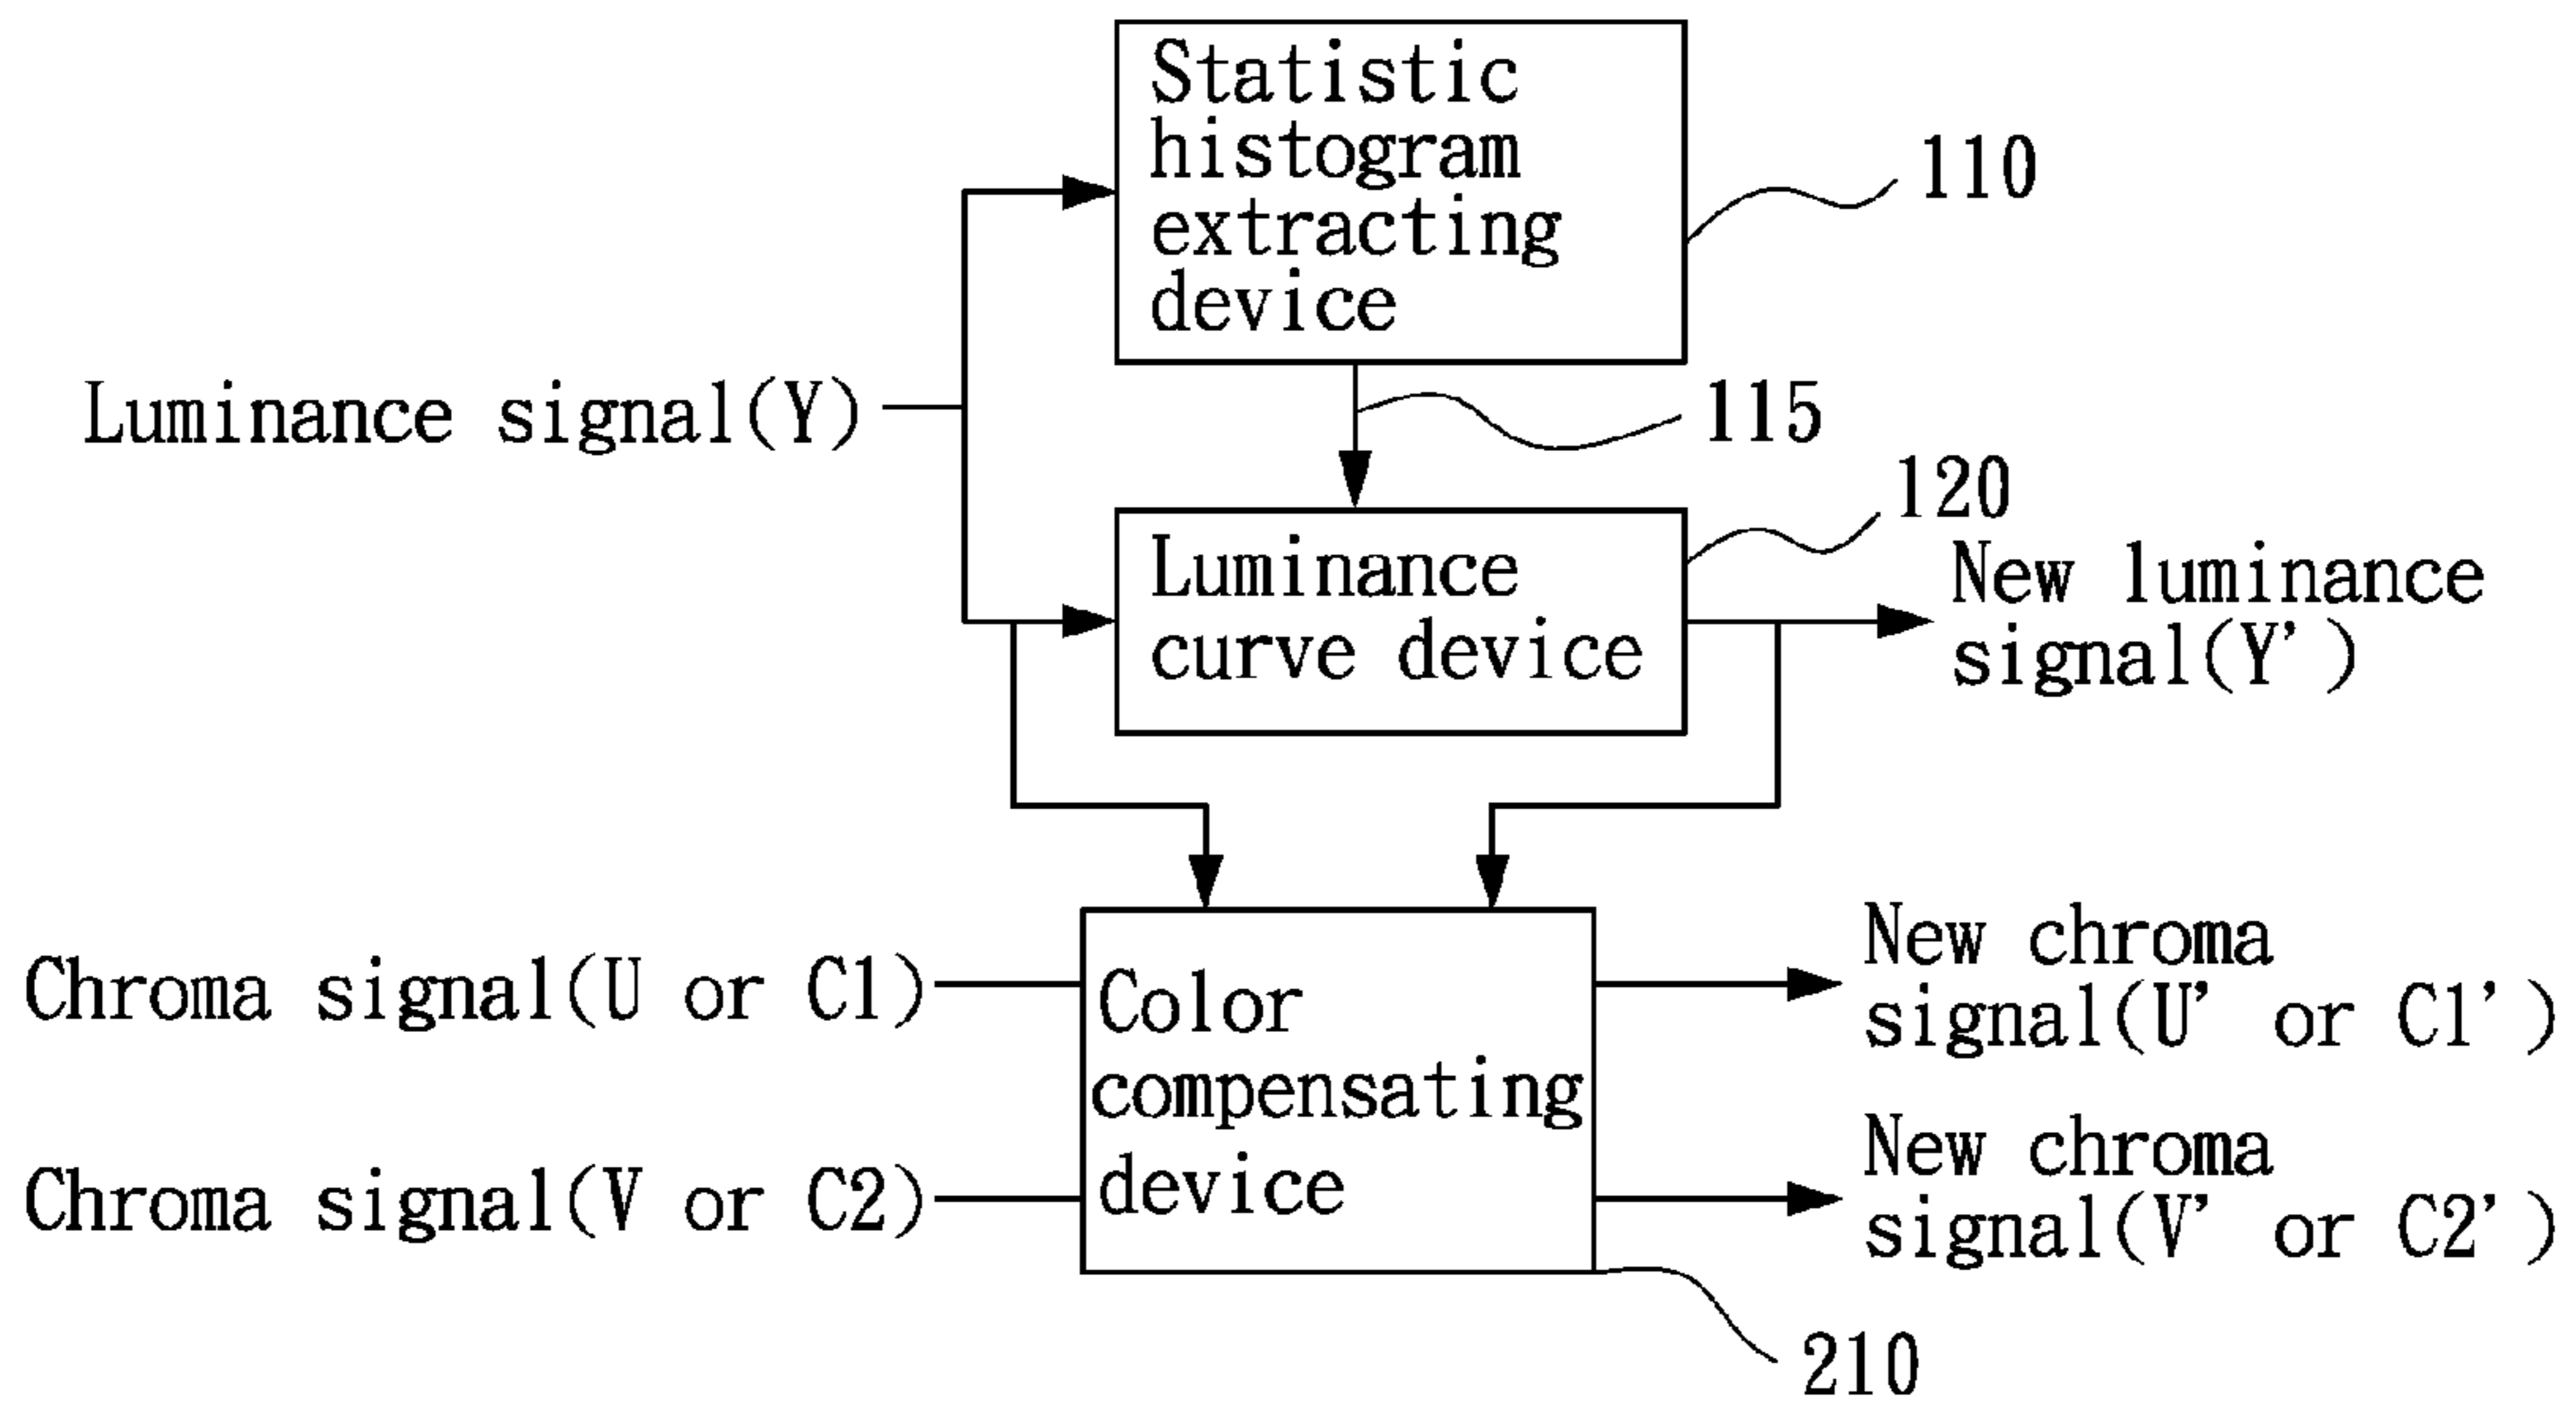 Statistic
histogram
extracting
device
110
Luminance signal(Y)
115
120
Luminance
curve device
New luminance
signal(Y')
Chroma signal(U or C1)
Chroma signal(V or C2)
Color
compensating
device
New chroma
signal(U' or C1')
New chroma
signal(V' or C2')
210